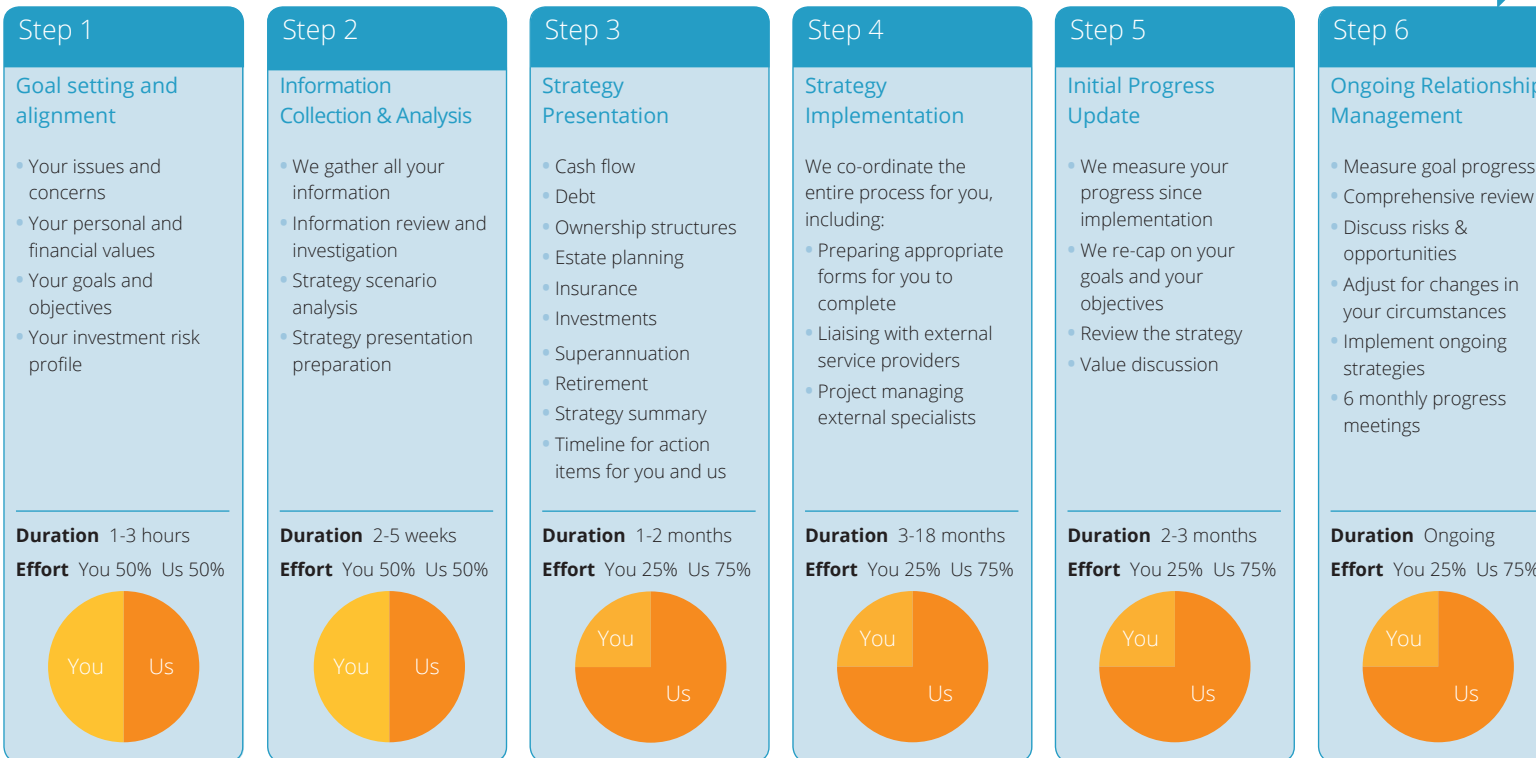 Step 1
Goal setting and
alignment
• Your issues and
concerns
• Your personal and
financial values
• Your goals and
objectives
• Your investment risk
profile
Duration 1-3 hours
Effort You 50% Us 50%
You Us
Step 2
Information
Collection & Analysis
• We gather all your
information
• Information review and
investigation
• Strategy scenario
analysis
• Strategy presentation
preparation
Duration 2-5 weeks
Effort You 50% Us 50%
You Us
Step 3
Strategy
Presentation
• Cash flow
• Debt
• Ownership structures
• Estate planning
• Insurance
• Investments
• Superannuation
• Retirement
• Strategy summary
• Timeline for action
items for you and us
Duration 1-2 months
Effort You 25% Us 75%
You
Us
Step 4
Strategy
Implementation
We co-ordinate the
entire process for you,
including:
• Preparing appropriate
forms for you to
complete
• Liaising with external
service providers
• Project managing
external specialists
Duration 3-18 months
Effort You 25% Us 75%
You
Us
Step 5
Initial Progress
Update
• We measure your
progress since
implementation
• We re-cap on your
goals and your
objectives
• Review the strategy
• Value discussion
Duration 2-3 months
Effort You 25% Us 75%
You
Us
Step 6
Ongoing Relationship
Management
• Measure goal progress
• Comprehensive review
• Discuss risks &
opportunities
• Adjust for changes in
your circumstances
• Implement ongoing
strategies
• 6 monthly progress
meetings
Duration Ongoing
Effort You 25% Us 75%
You
Us